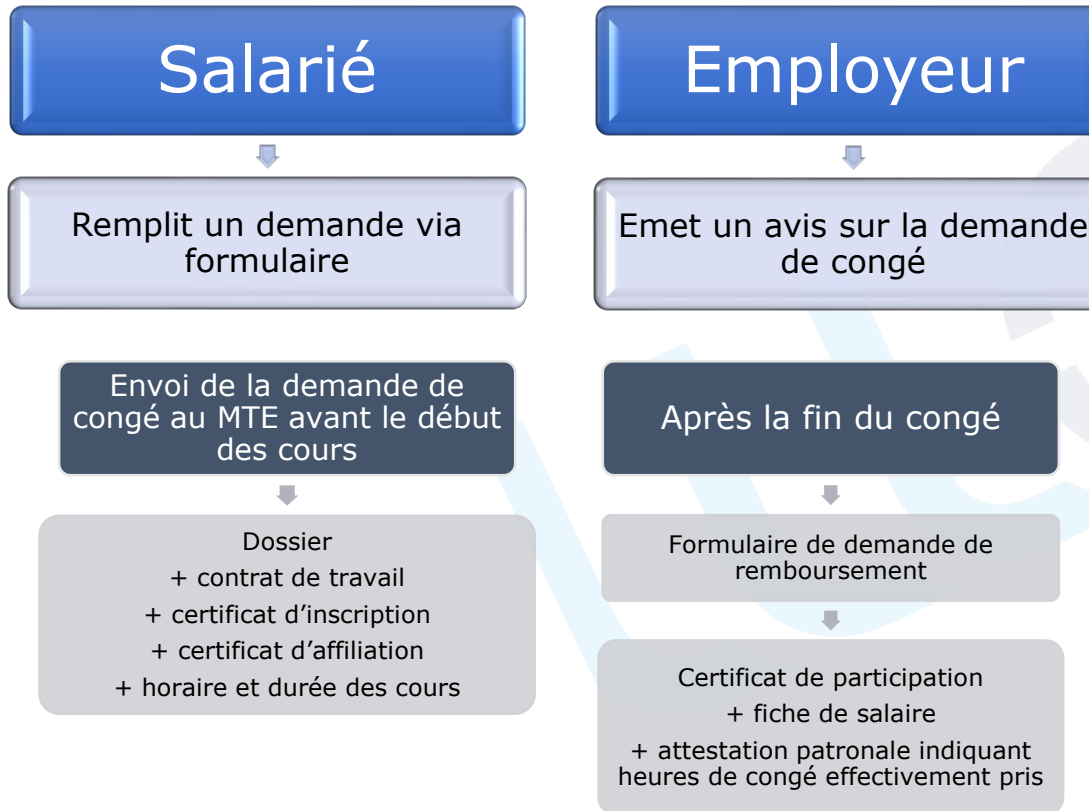 Salarié
Remplit un demande via
formulaire
Envoi de la demande de
congé au MTE avant le début
des cours
Dossier
+ contrat de travail
+ certificat d'inscription
+ certificat d'affiliation
+ horaire et durée des cours
Employeur
Emet un avis sur la demande
de congé
Après la fin du congé
Formulaire de demande de
remboursement
Certificat de participation
+ fiche de salaire
+ attestation patronale indiquant
heures de congé effectivement pris